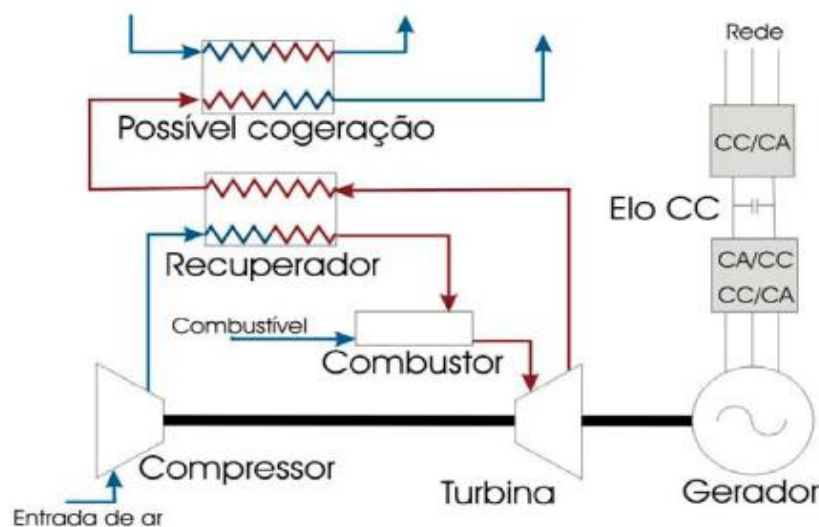 Rede
Possível cogeração
CC/CA
Elo CC
CA/CC
CC/CA
Recuperador
Combustível
Combustor
Compressor
Turbina
Gerador
Entrada de ar